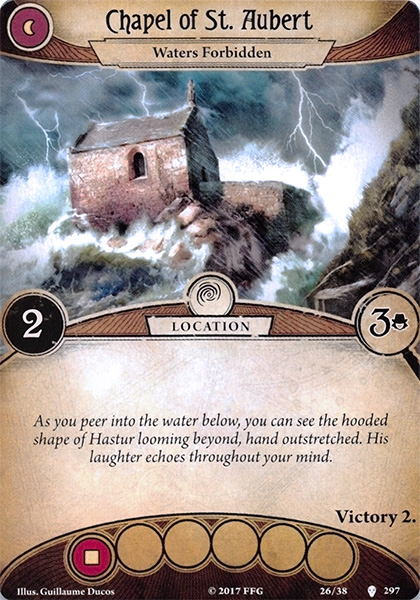 Chapel of St. Aubert
Waters Forbidden
2
LOCATION
3
As you peer into the water below, you can see the hooded
shape of Hastur looming beyond, hand outstretched. His
laughter echoes throughout your mind.
Victory 2.
Illus. Guillaume Ducos
© 2017 FFG
26/38
297